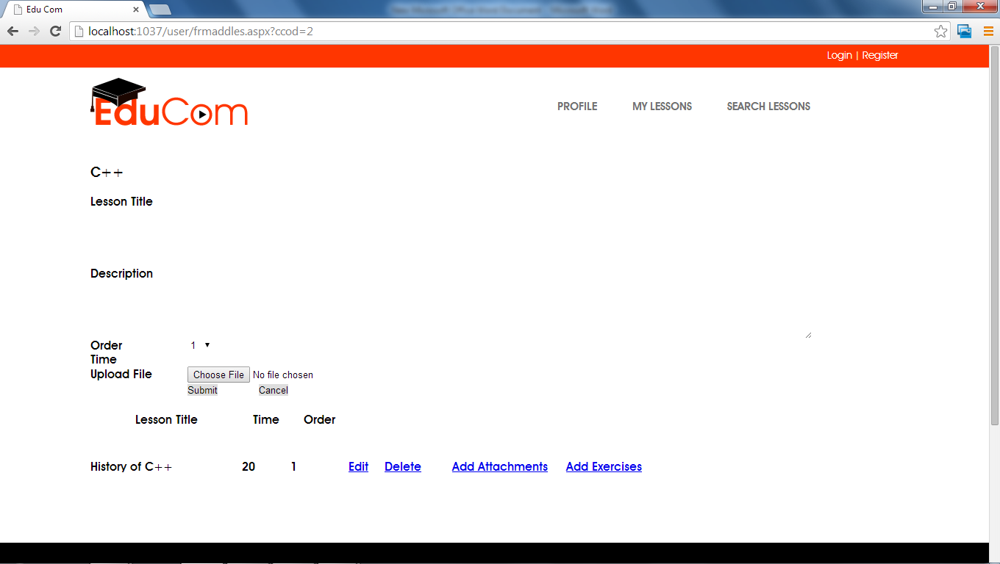 Edu Com
localhost:1037/user/frmaddles.aspx?ccod=2
Login | Register
EduCom
PROFILE MY LESSONS SEARCH LESSONS
C++
Lesson Title
Description
Order 1
Time
Upload File Choose File No file chosen
Submit Cancel
Lesson Title Time Order
History of C++ 20 1 Edit Delete Add Attachments Add Exercises